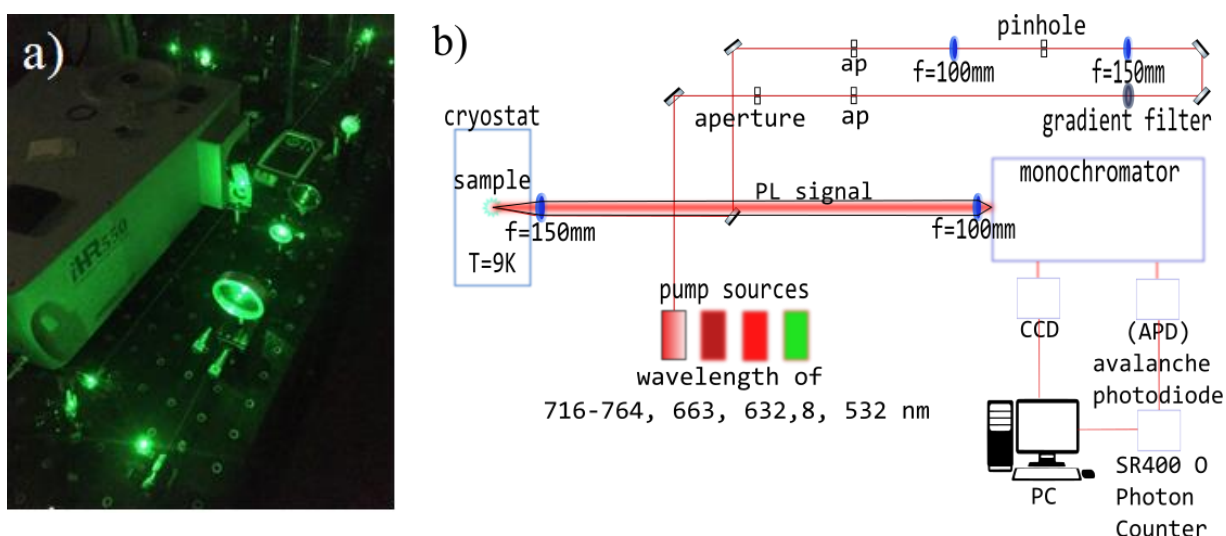 a)
b)
pinhole
ap
f=100mm
f=150mm
aperture
ap
gradient filter
cryostat
sample
f=150mm
T=9K
PL signal
f=100mm
monochromator
pump sources
wavelength of
716-764, 663, 632,8, 532 nm
CCD
(APD)
avalanche
photodiode
PC
SR400 O
Photon
Counter
iHR550